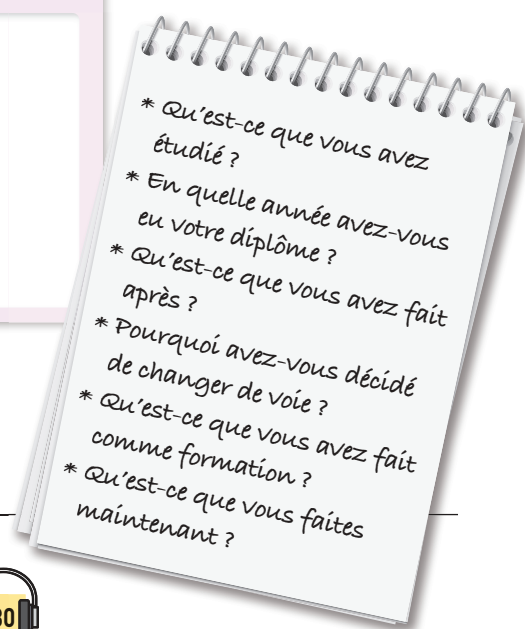 * Qu'est-ce que vous avez
étudié ?
* En quelle année avez-vous
eu votre diplôme ?
* Qu'est-ce que vous avez fait
après ?
* Pourquoi avez-vous décidé
de changer de voie ?
* Qu'est-ce que vous avez fait
comme formation ?
* Qu'est-ce que vous faites
maintenant ?